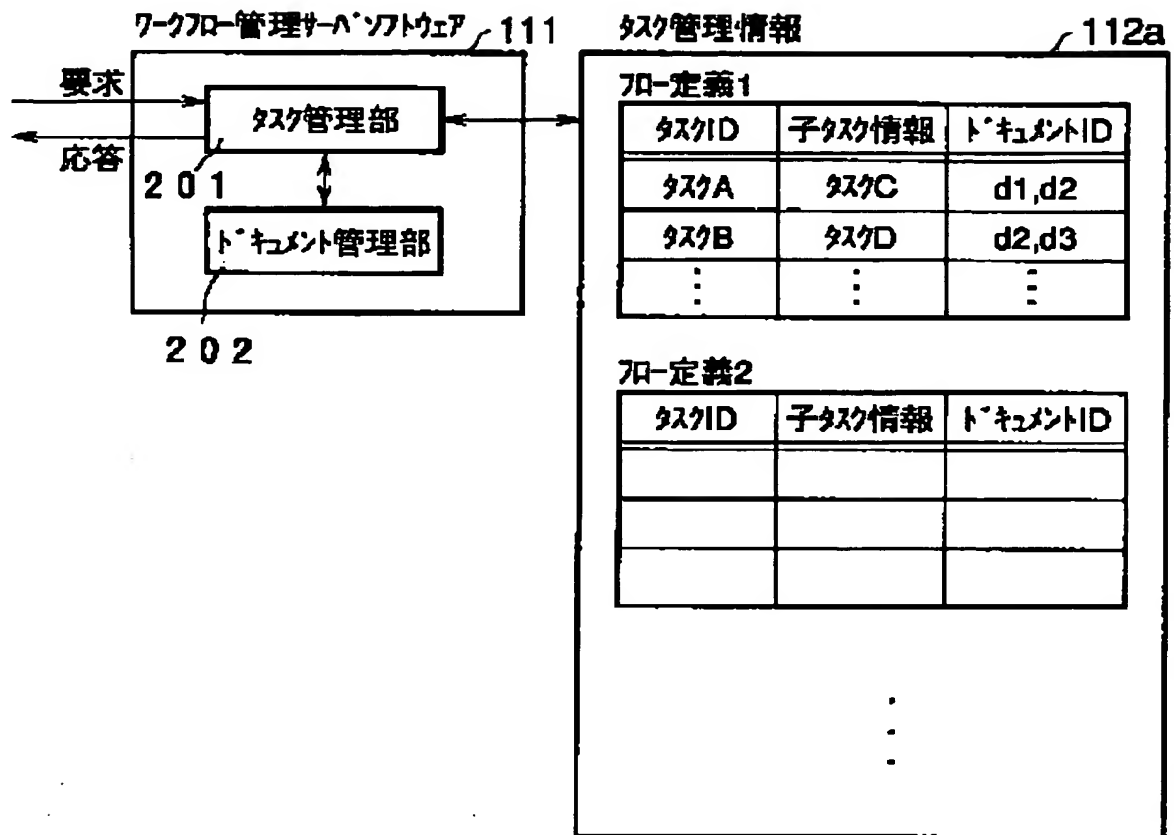 ﾜｰｸﾌﾛｰ管理ｻｰﾊﾞｿﾌﾄｳｪｱ 111
要求
応答
ﾀｽｸ管理部
201
ﾄﾞｷｭﾒﾝﾄ管理部
202
ﾀｽｸ管理情報 112a
ﾌﾛｰ定義1
ﾀｽｸID 子ﾀｽｸ情報 ﾄﾞｷｭﾒﾝﾄID
ﾀｽｸA ﾀｽｸC d1,d2
ﾀｽｸB ﾀｽｸD d2,d3
ﾌﾛｰ定義2
ﾀｽｸID 子ﾀｽｸ情報 ﾄﾞｷｭﾒﾝﾄID